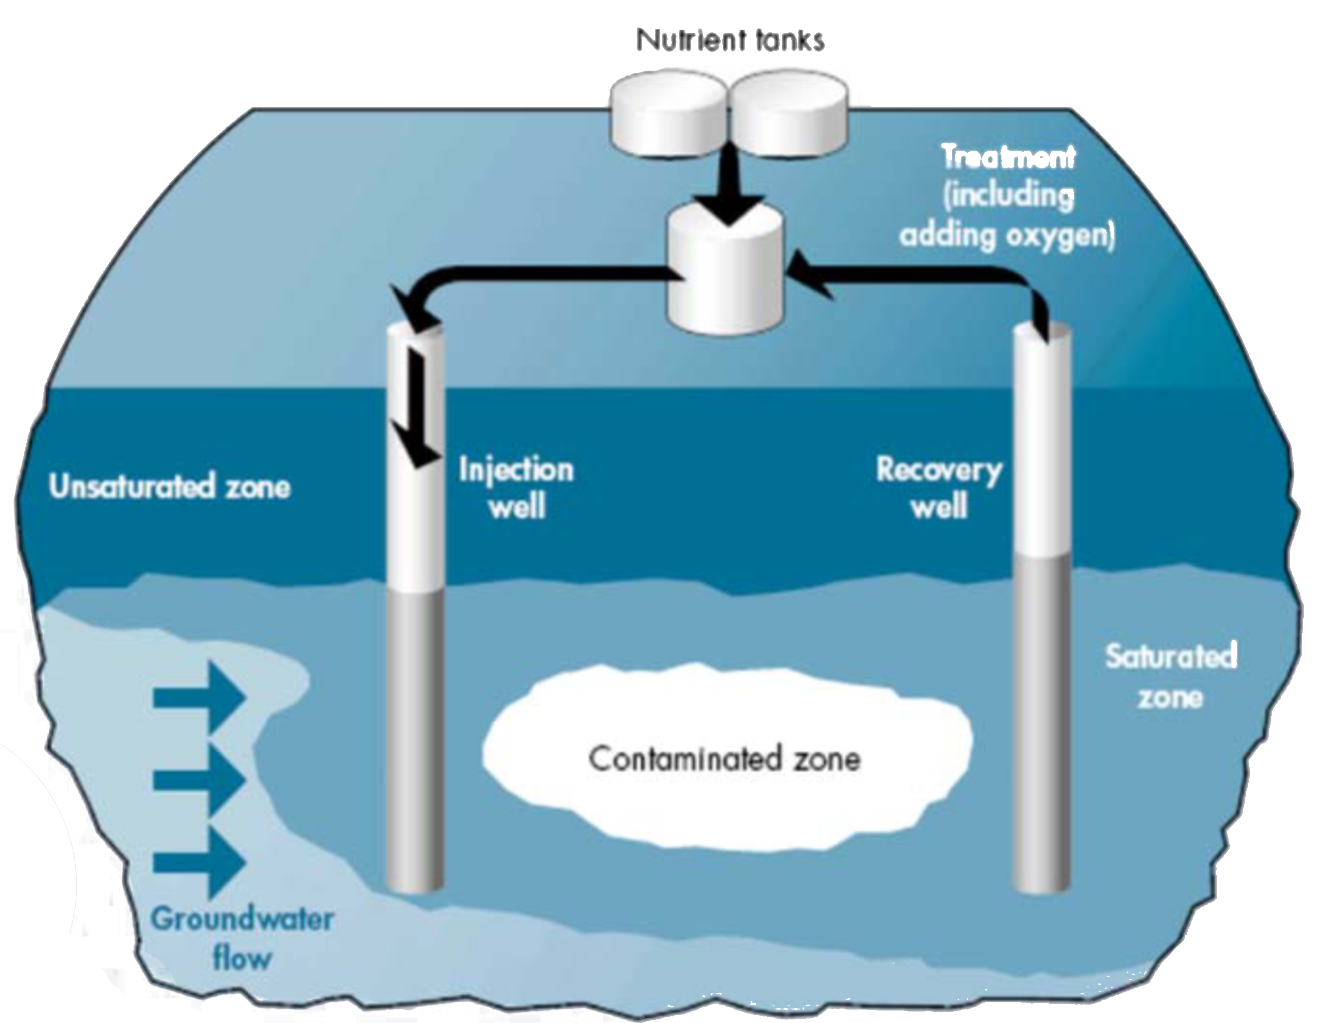 Nutrient tanks
Treatment
(including
adding oxygen)
Unsaturated zone
Injection
well
Recovery
well
Saturated
zone
Contaminated zone
Groundwater
flow